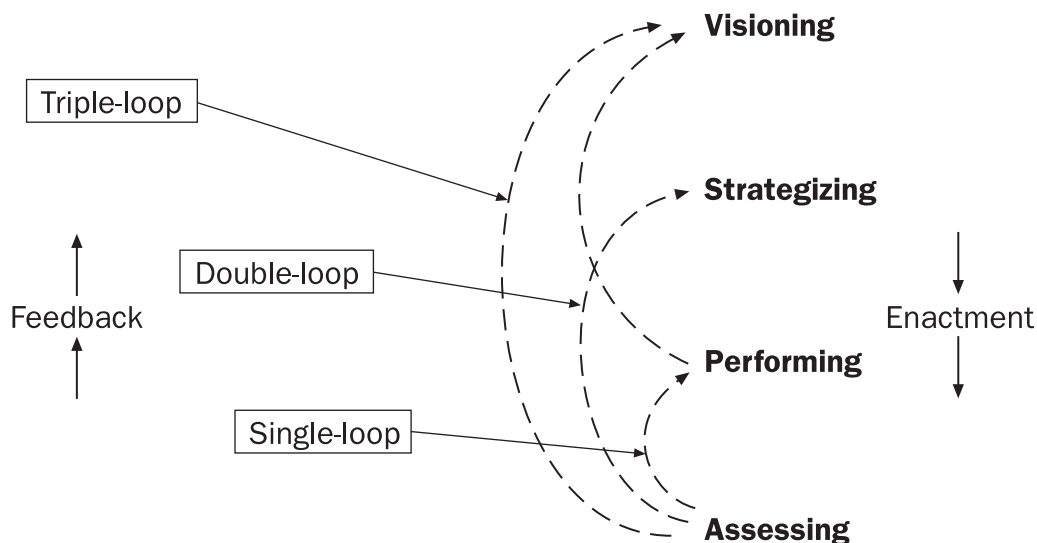 Visioning
Triple-loop
Strategizing
Double-loop
Feedback
Enactment
Performing
Single-loop
Assessing